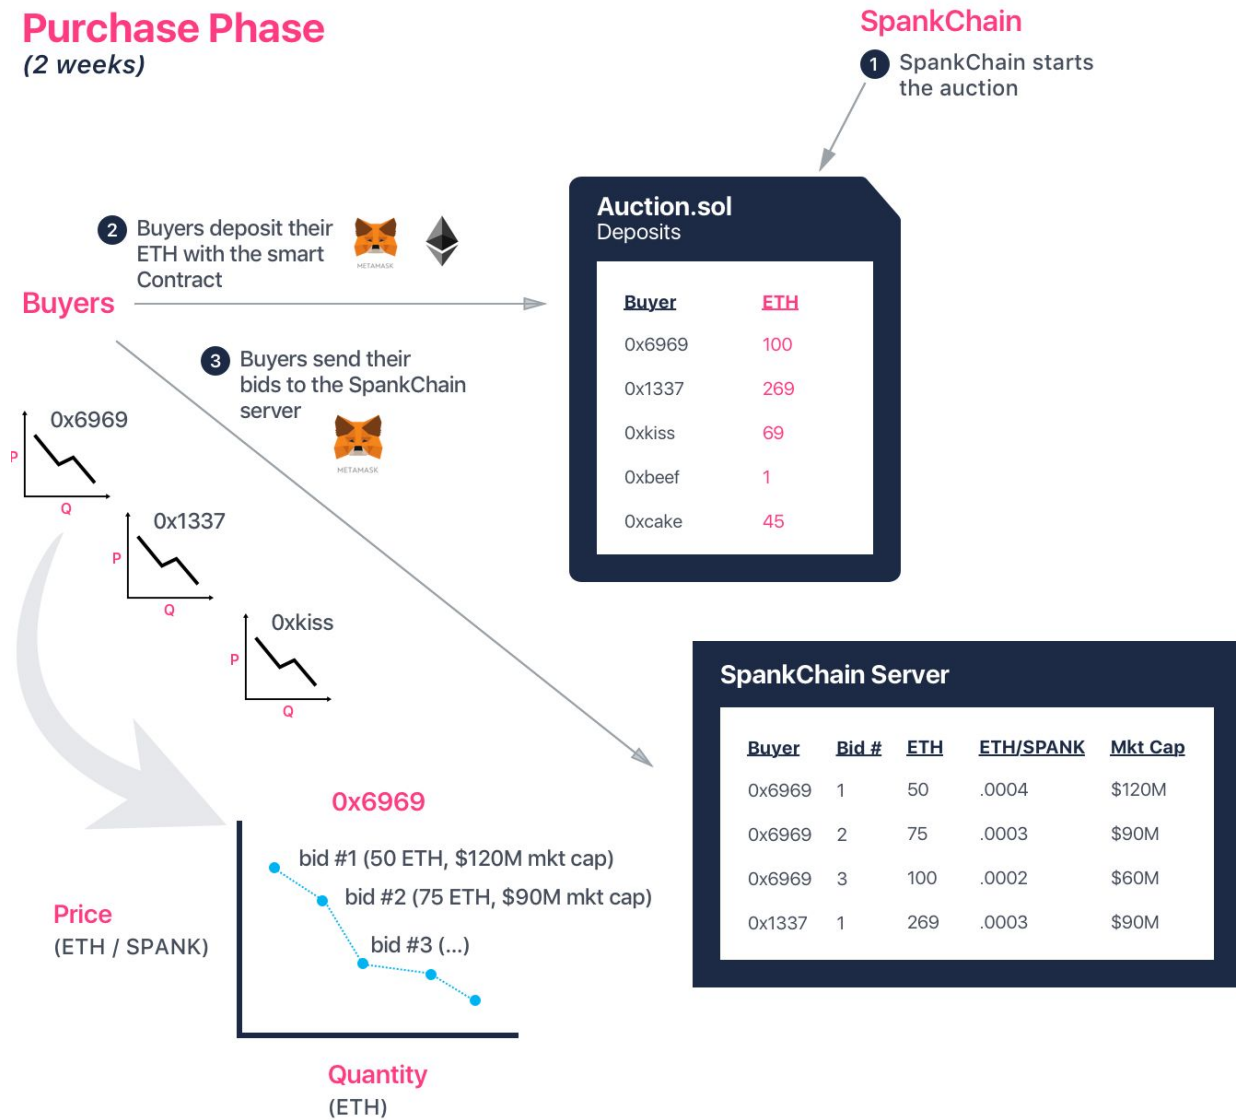 Purchase Phase
(2 weeks)
SpankChain
1 SpankChain starts
the auction
2 Buyers deposit their
ETH with the smart
Contract
METAMASK
Buyers
3 Buyers send their
bids to the SpankChain
server
METAMASK
Auction.sol
Deposits
Buyer ETH
0x6969 100
0x1337 269
0xkiss 69
0xbeef 1
0xcake 45
0x6969
P
Q
0x1337
P
Q
0xkiss
P
Q
SpankChain Server
Buyer Bid # ETH ETH/SPANK Mkt Cap
0x6969 1 50 .0004 $120M
0x6969 2 75 .0003 $90M
0x6969 3 100 .0002 $60M
0x1337 1 269 .0003 $90M
0x6969
bid #1 (50 ETH, $120M mkt cap)
bid #2 (75 ETH, $90M mkt cap)
bid #3 (...)
Price
(ETH / SPANK)
Quantity
(ETH)